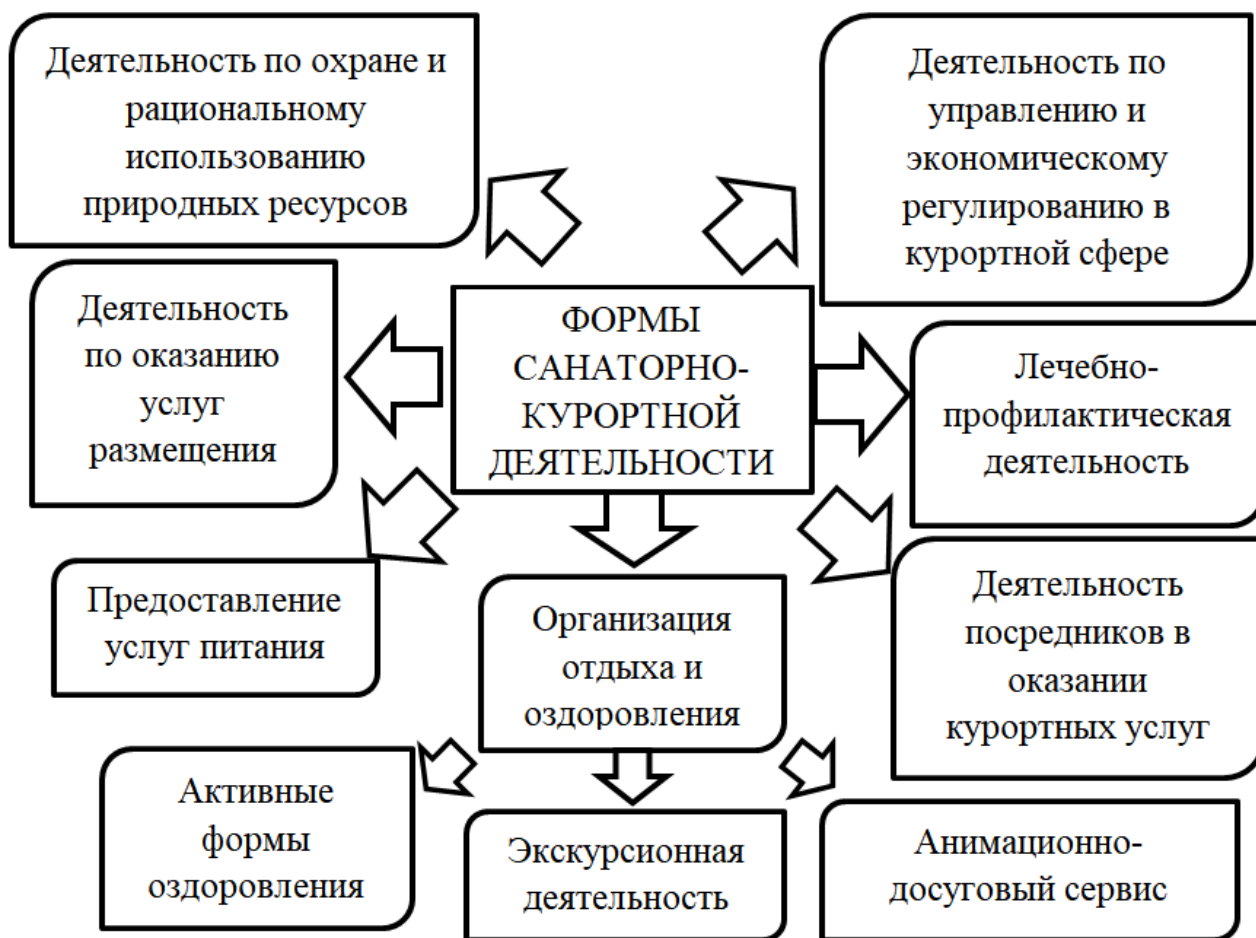 Деятельность по охране и
рациональному
использованию
природных ресурсов
Деятельность по
управлению и
экономическому
регулированию в
курортной сфере
Деятельность
по оказанию
услуг
размещения
ФОРМЫ
САНАТОРНО-
КУРОРТНОЙ
ДЕЯТЕЛЬНОСТИ
Лечебно-
профилактическая
деятельность
Предоставление
услуг питания
Организация
отдыха и
оздоровления
Деятельность
посредников в
оказании
курортных услуг
Активные
формы
оздоровления
Экскурсионная
деятельность
Анимационно-
досуговый сервис